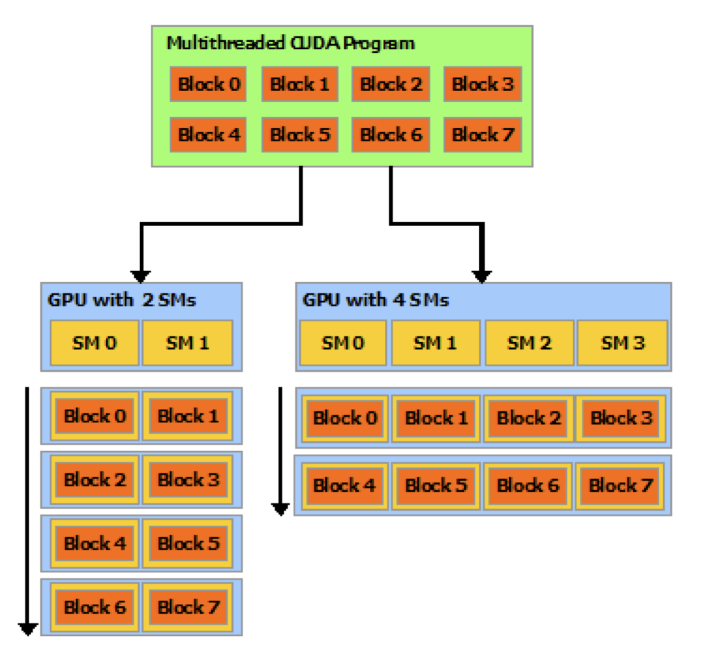 Multithreaded CUDA Program
Block 0 Block 1 Block 2 Block 3
Block 4 Block 5 Block 6 Block 7
GPU with 2 SMs
SM 0 SM 1
Block 0 Block 1
Block 2 Block 3
Block 4 Block 5
Block 6 Block 7
GPU with 4 SMs
SM 0 SM 1 SM 2 SM 3
Block 0 Block 1 Block 2 Block 3
Block 4 Block 5 Block 6 Block 7